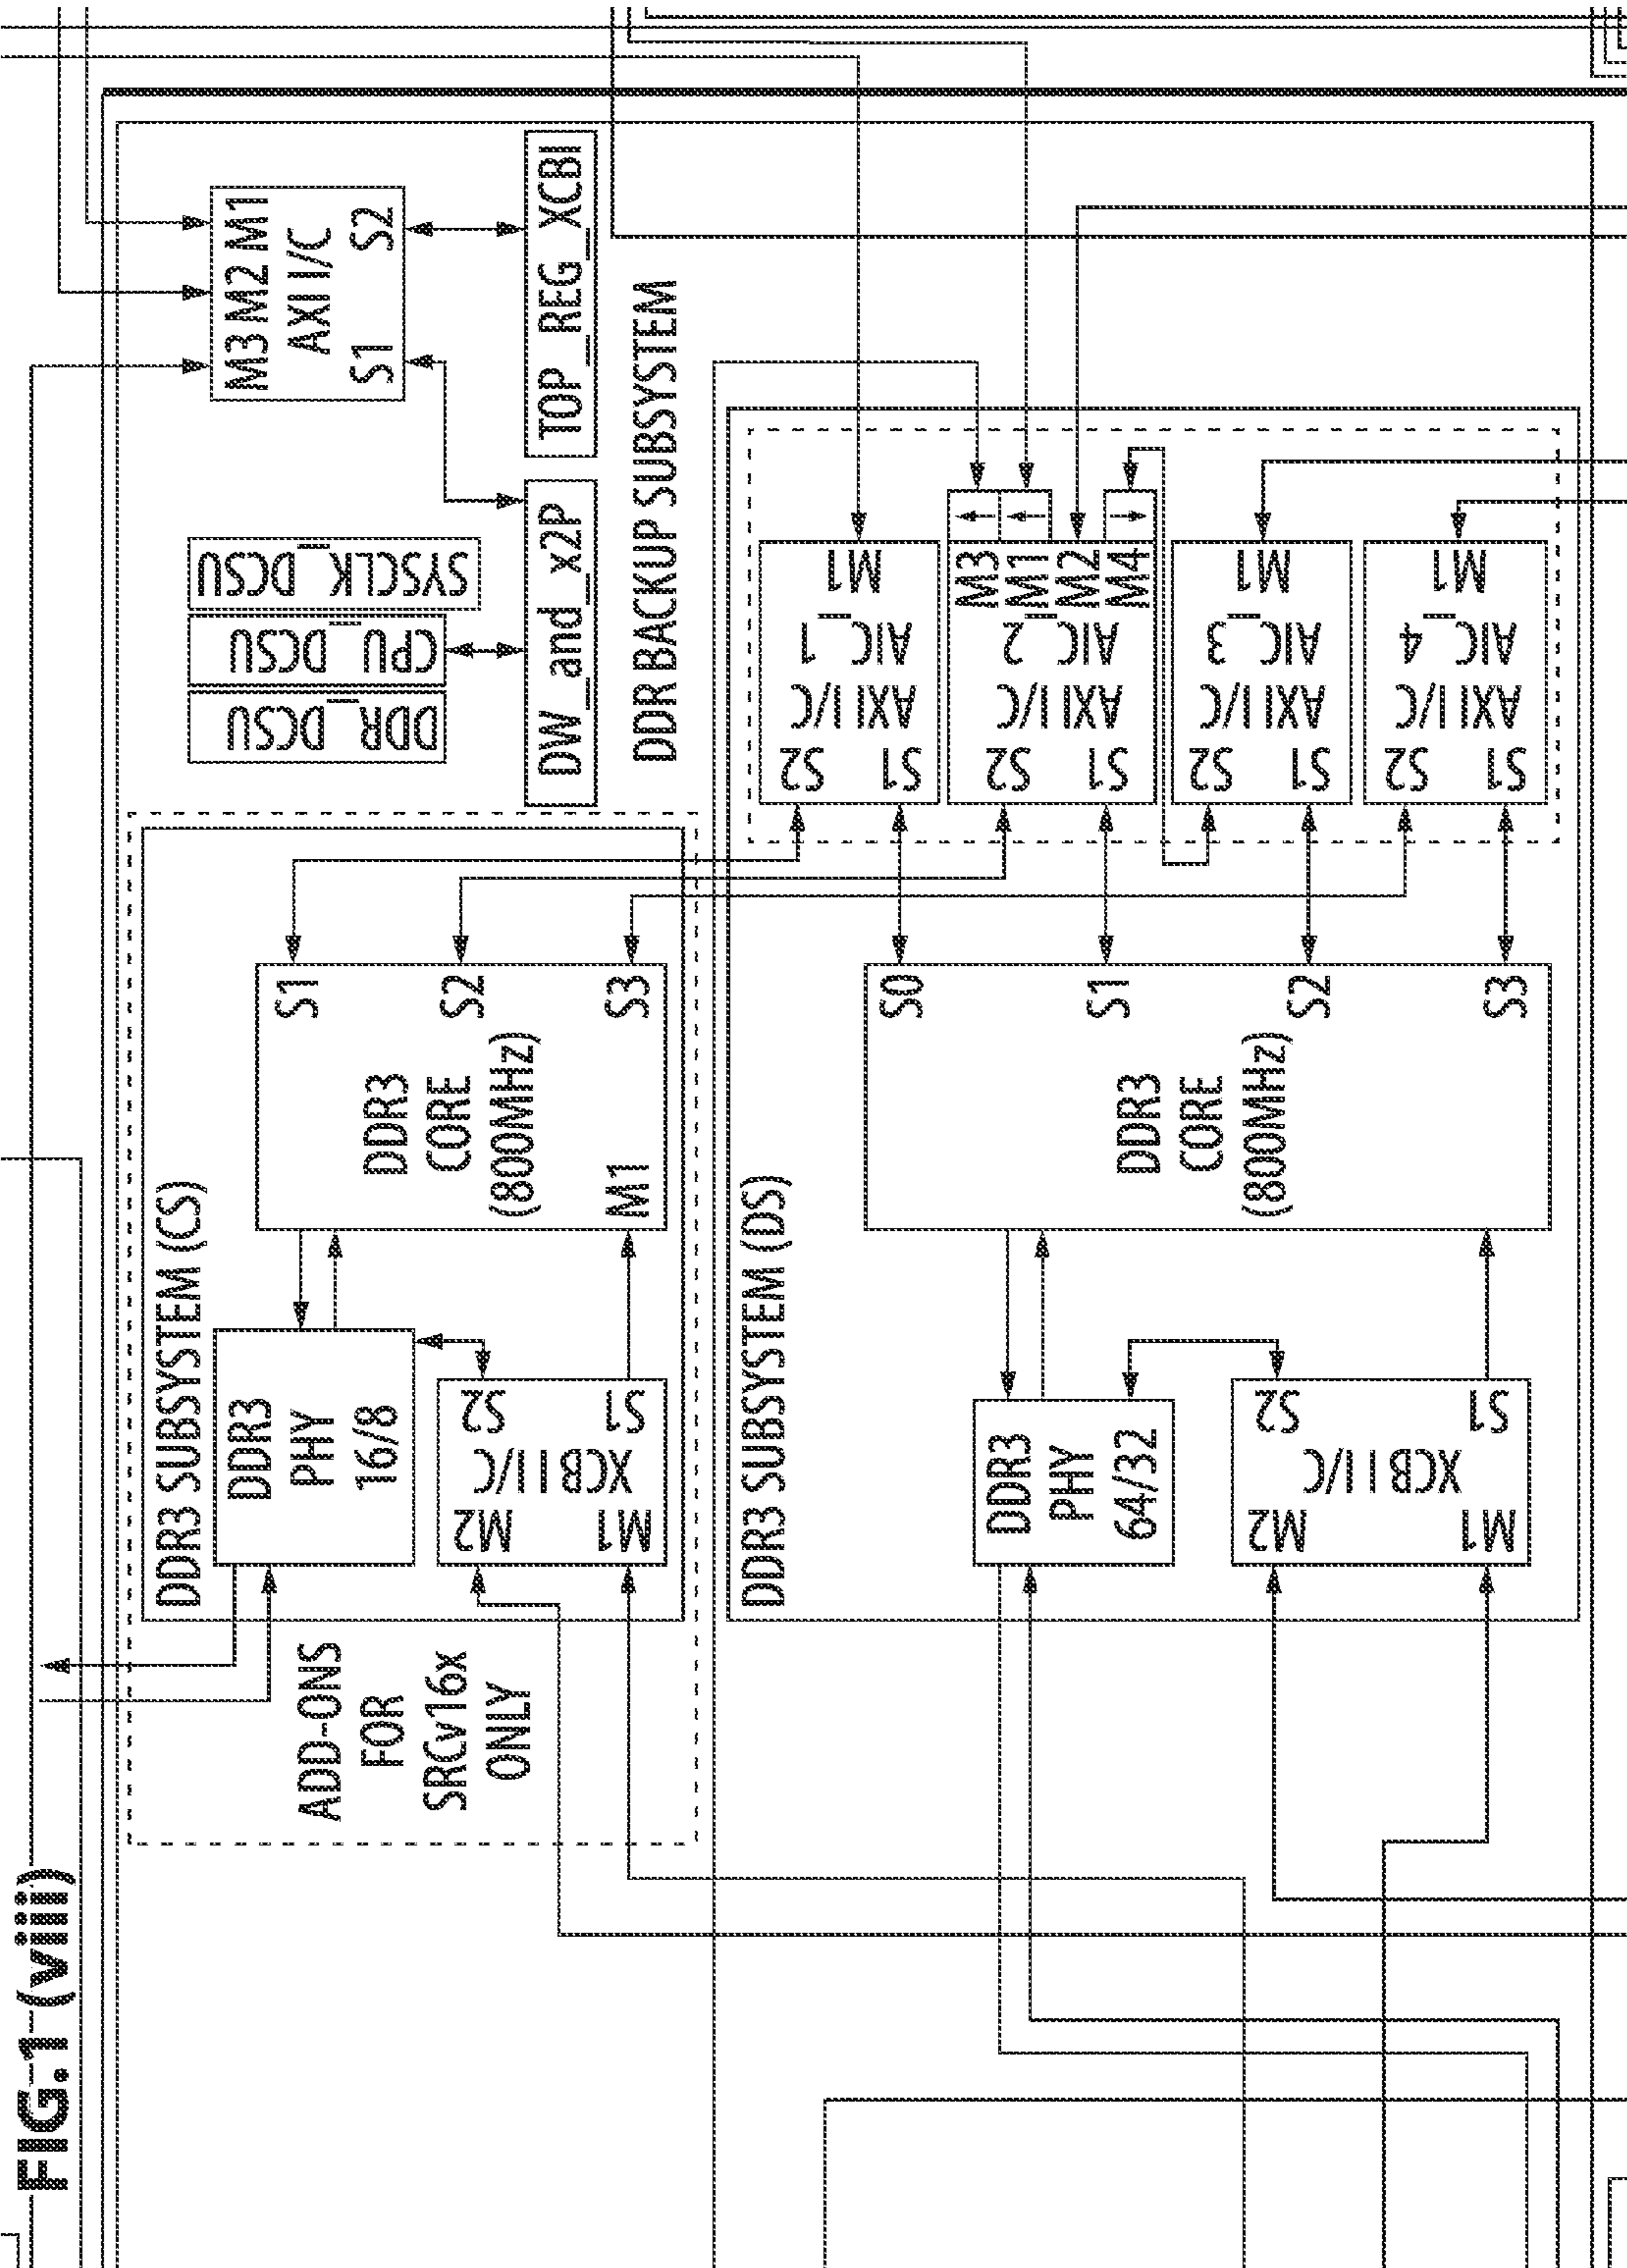 FIG.1 (viii)
M3 M2 M1
AXI I/C
S1 S2
TOP_REG_XCBI
SYSCLK_DCSU
CPU_DCSU
DDR_DCSU
DW_and_x2P
DDR BACKUP SUBSYSTEM
DDR3 SUBSYSTEM (CS)
DDR3
PHY
16/8
S1
S2
S3
DDR3
CORE
(800MHz)
M1
S2
S1
XCB I I/C
M2
M1
ADD-ONS
FOR
SRCv16x
ONLY
DDR3 SUBSYSTEM (DS)
DDR3
PHY
64/32
S0
S1
S2
S3
DDR3
CORE
(800MHz)
S2
S1
XCB I I/C
M2
M1
M1
AIC_1
AXI I/C
S2
S1
M3
M1
M2
M4
AIC_2
AXI I/C
S2
S1
M1
AIC_3
AXI I/C
S2
S1
M1
AIC_4
AXI I/C
S2
S1